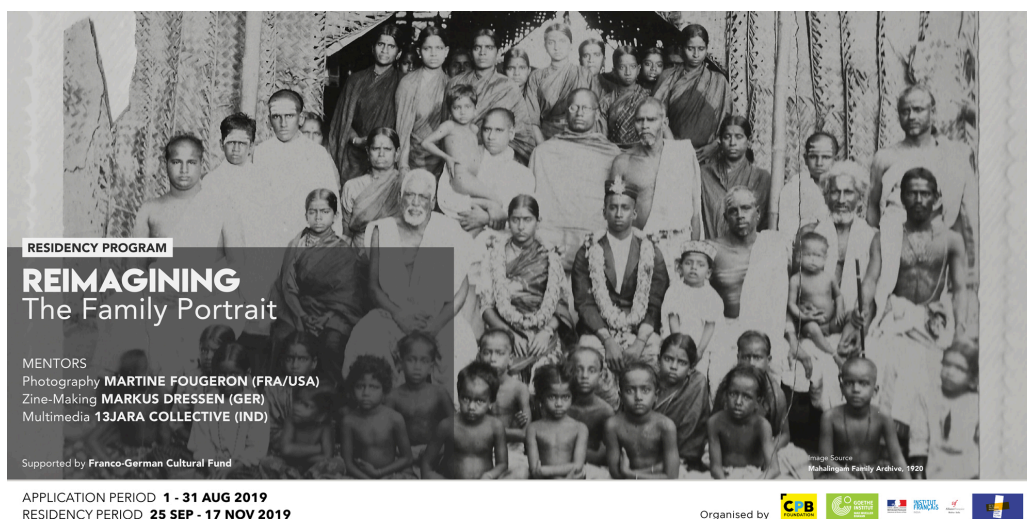 RESIDENCY PROGRAM
REIMAGINING
The Family Portrait
MENTORS
Photography MARTINE FOUGERON (FRA/USA)
Zine-Making MARKUS DRESSEN (GER)
Multimedia 13JARA COLLECTIVE (IND)
Supported by Franco-German Cultural Fund
Image Source
Mahalingam Family Archive, 1920
APPLICATION PERIOD 1 - 31 AUG 2019
RESIDENCY PERIOD 25 SEP - 17 NOV 2019
Organised by
CPB
FOUNDATION
GOETHE
INSTITUT
INSTITUT
FRANÇAIS